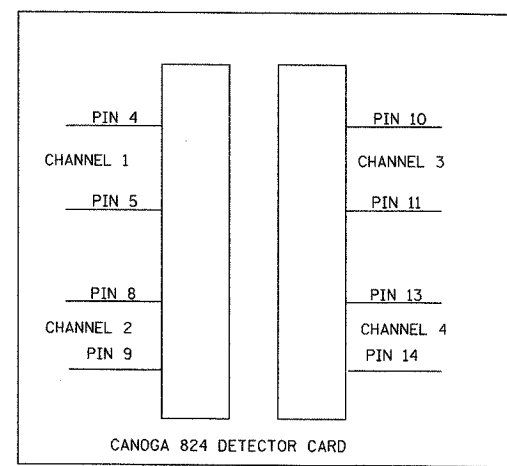 PIN 4
CHANNEL 1
PIN 5
PIN 8
CHANNEL 2
PIN 9
PIN 10
CHANNEL 3
PIN 11
PIN 13
CHANNEL 4
PIN 14
CANOGA 824 DETECTOR CARD